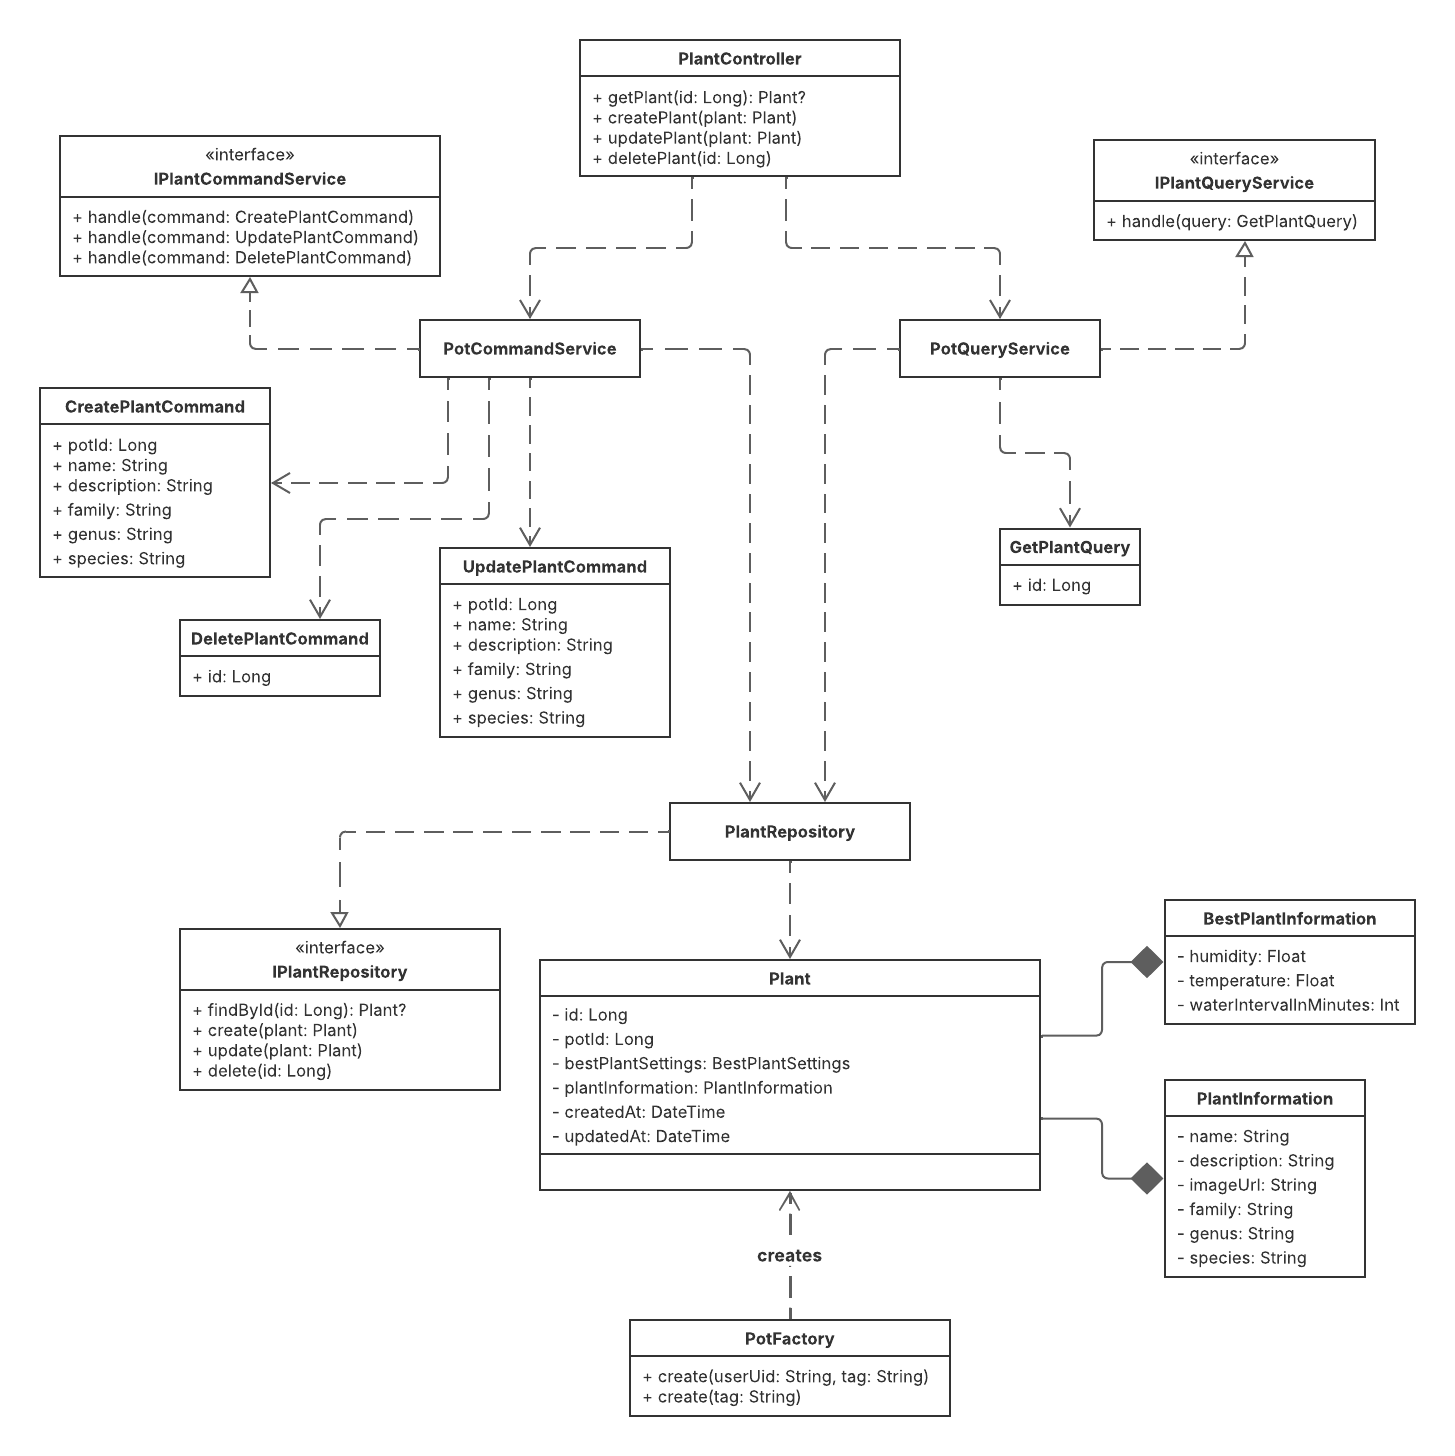 PlantController
+ getPlant(id: Long): Plant?
+ createPlant(plant: Plant)
+ updatePlant(plant: Plant)
+ deletePlant(id: Long)
«interface»
IPlantCommandService
+ handle(command: CreatePlantCommand)
+ handle(command: UpdatePlantCommand)
+ handle(command: DeletePlantCommand)
«interface»
IPlantQueryService
+ handle(query: GetPlantQuery)
PotCommandService
PotQueryService
CreatePlantCommand
+ potId: Long
+ name: String
+ description: String
+ family: String
+ genus: String
+ species: String
GetPlantQuery
+ id: Long
UpdatePlantCommand
+ potId: Long
+ name: String
+ description: String
+ family: String
+ genus: String
+ species: String
DeletePlantCommand
+ id: Long
PlantRepository
«interface»
IPlantRepository
+ findById(id: Long): Plant?
+ create(plant: Plant)
+ update(plant: Plant)
+ delete(id: Long)
Plant
- id: Long
- potId: Long
- bestPlantSettings: BestPlantSettings
- plantInformation: PlantInformation
- createdAt: DateTime
- updatedAt: DateTime
BestPlantInformation
- humidity: Float
- temperature: Float
- waterIntervalInMinutes: Int
PlantInformation
- name: String
- description: String
- imageUrl: String
- family: String
- genus: String
- species: String
creates
PotFactory
+ create(userUid: String, tag: String)
+ create(tag: String)